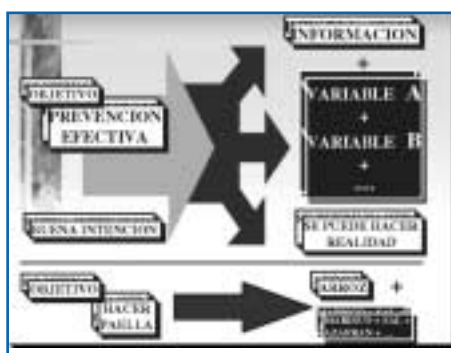 INFORMACION
+
OBJETIVO
PREVENCION
EFECTIVA
VARIABLE A
+
VARIABLE B
+
BUENA INTENCION
SE PUEDE HACER
REALIDAD
OBJETIVO
HACER
PAELLA
ARROZ +